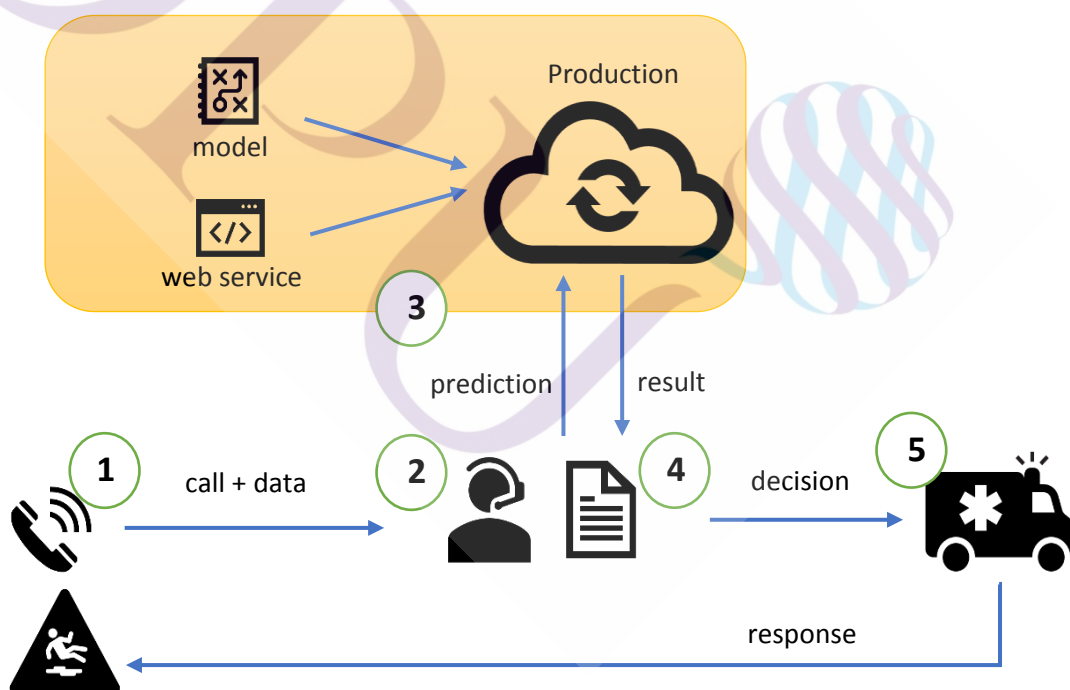 Production
model
web service
3
prediction
result
1
call + data
2
4
decision
5
response